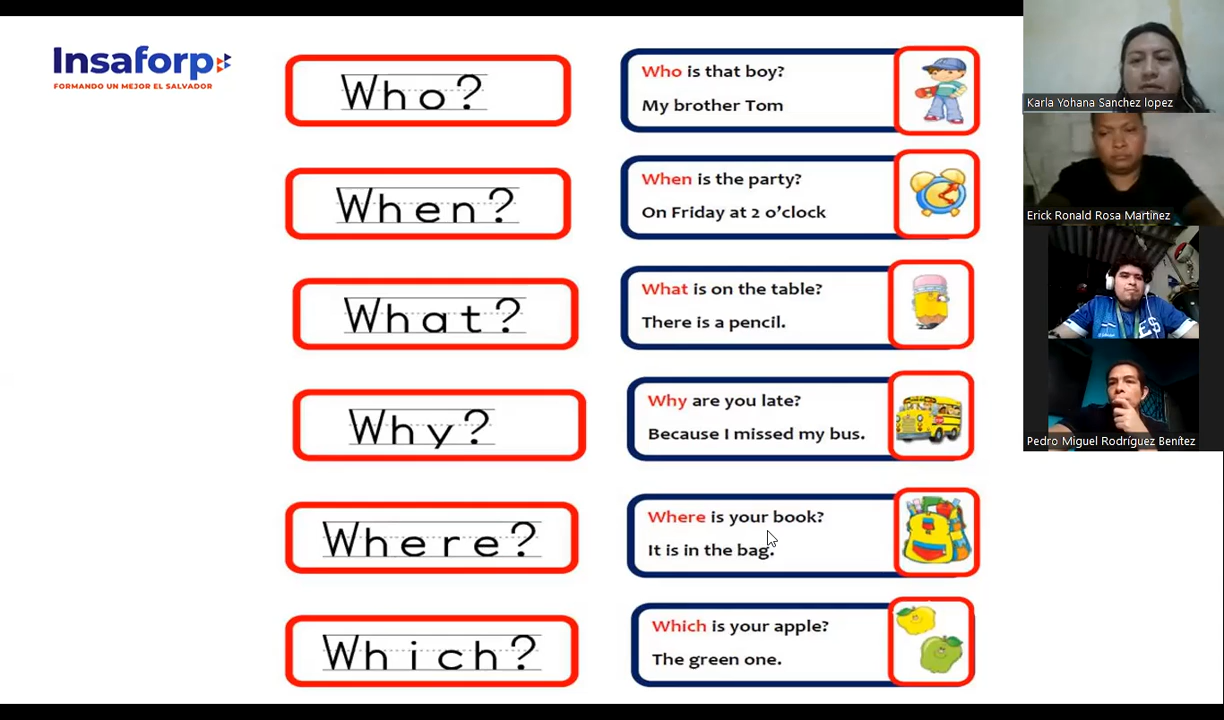 Insaforp
FORMANDO UN MEJOR EL SALVADOR
Who?
Who is that boy?
My brother Tom
When?
When is the party?
On Friday at 2 o'clock
What?
What is on the table?
There is a pencil.
Why?
Why are you late?
Because I missed my bus.
Where?
Where is your book?
It is in the bag.
Which?
Which is your apple?
The green one.
Karla Yohana Sanchez lopez
Erick Ronald Rosa Martinez
Pedro Miguel Rodríguez Benítez